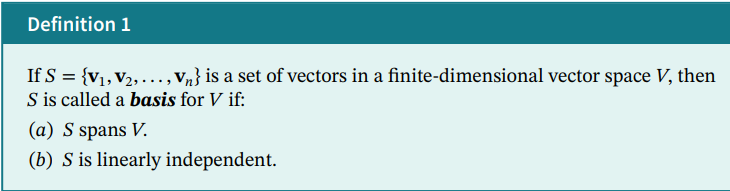 Definition 1
If S = {v₁, v₂, . . . , vₙ} is a set of vectors in a finite-dimensional vector space V, then
S is called a basis for V if:
(a) S spans V.
(b) S is linearly independent.